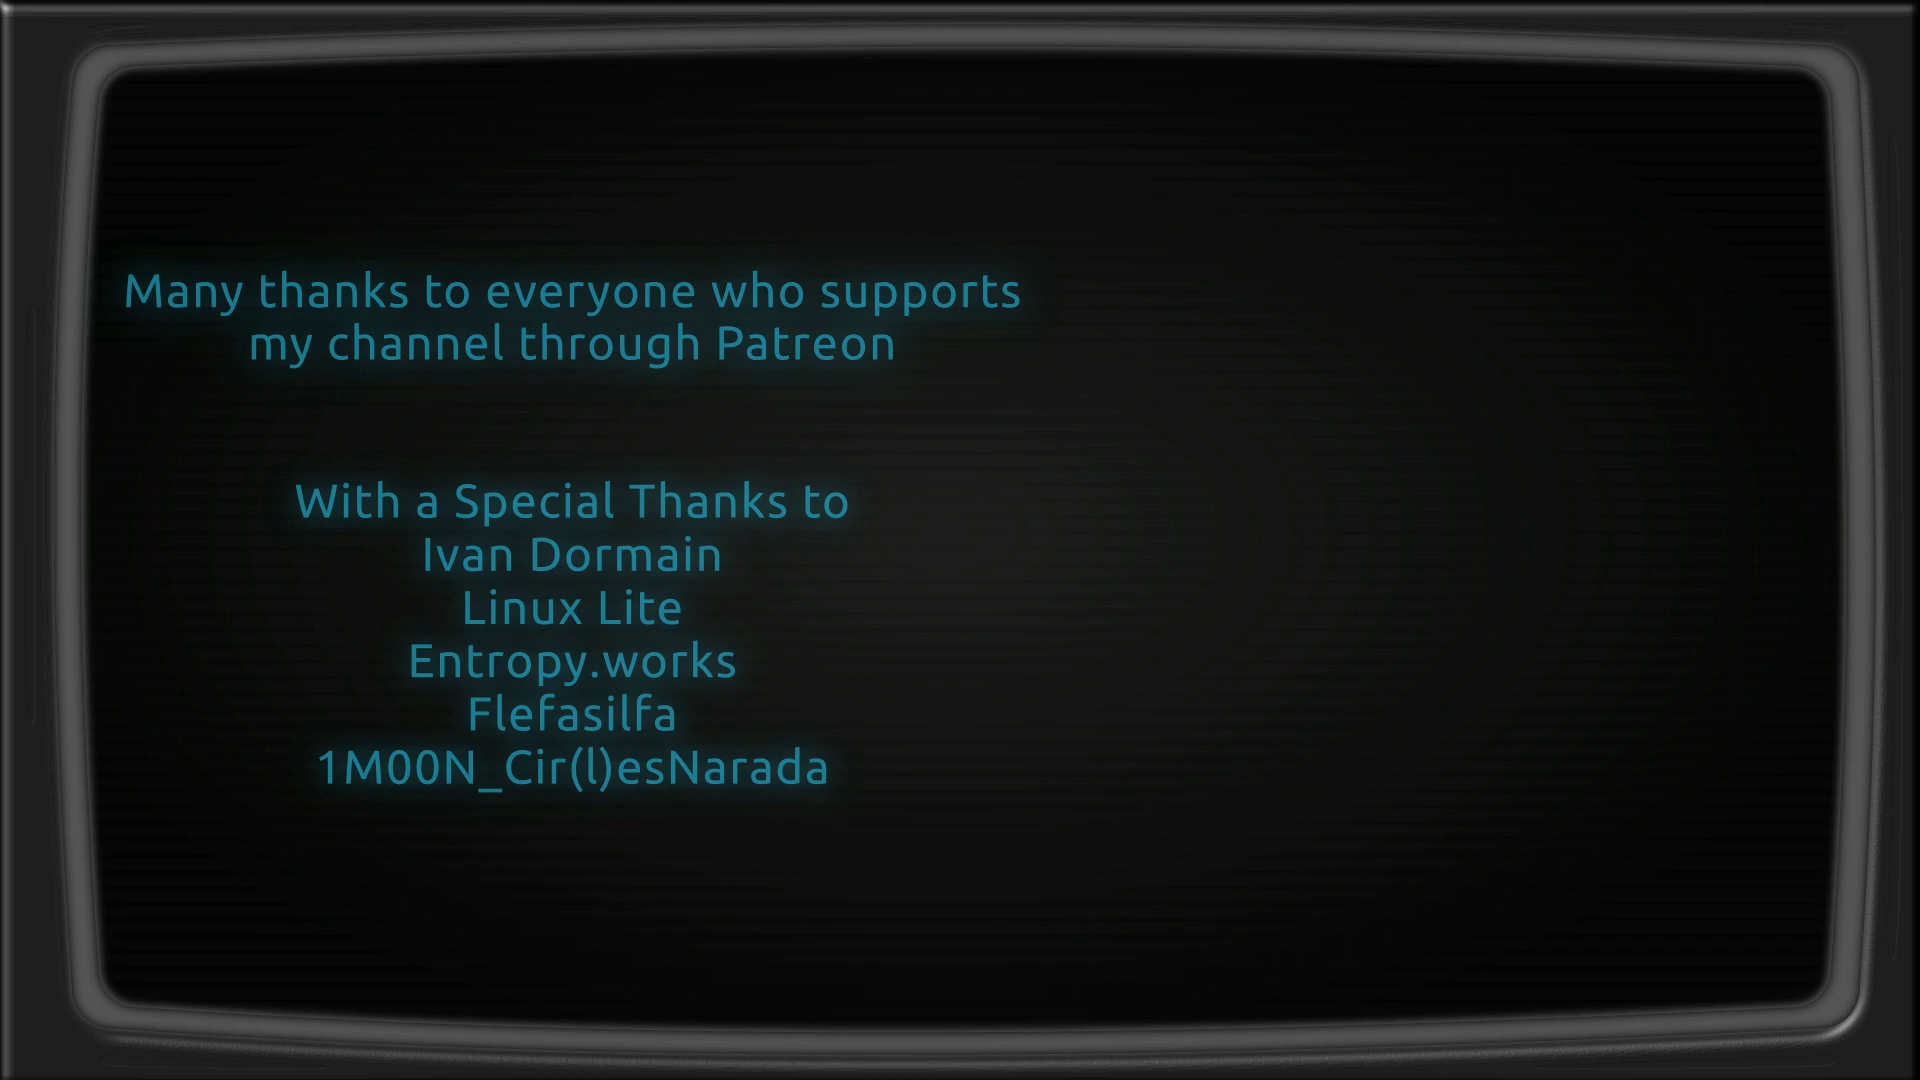 Many thanks to everyone who supports
my channel through Patreon
With a Special Thanks to
Ivan Dormain
Linux Lite
Entropy.works
Flefasilfa
1M00N_Cir(l)esNarada